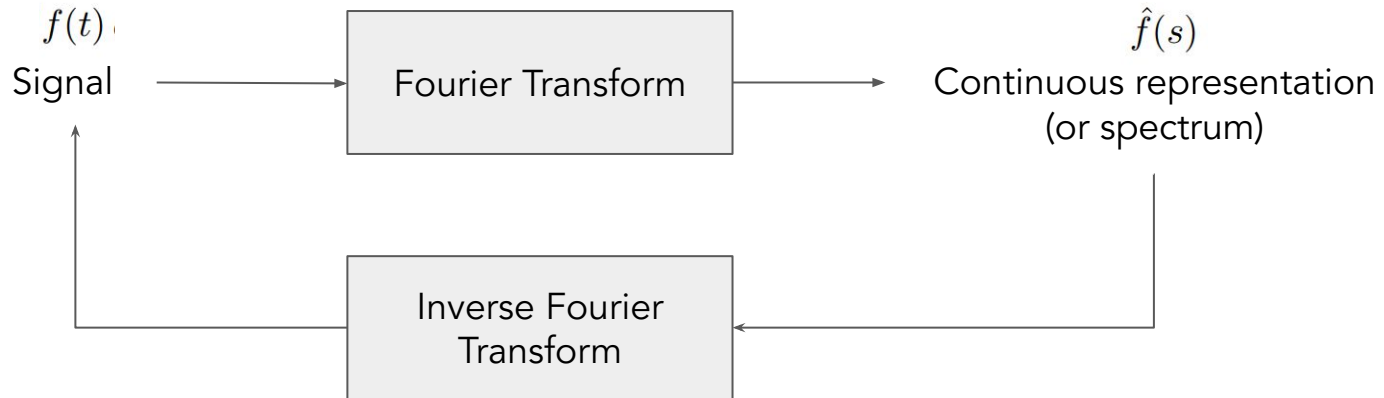 f(t)
Signal
Fourier Transform
f̂(s)
Continuous representation
(or spectrum)
Inverse Fourier
Transform